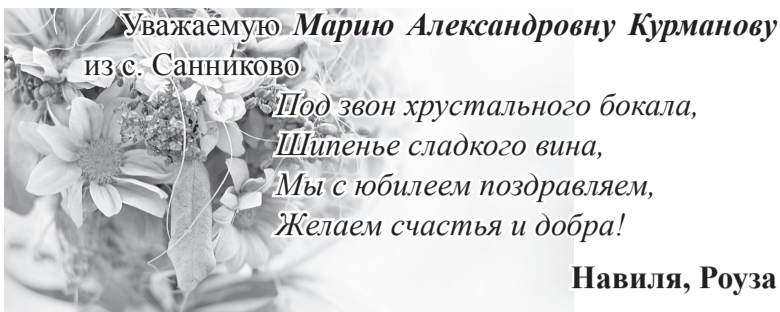 Уважаемую Марию Александровну Курманову
из с. Санниково
Под звон хрустального бокала,
Шипенье сладкого вина,
Мы с юбилеем поздравляем,
Желаем счастья и добра!
Навиля, Роуза